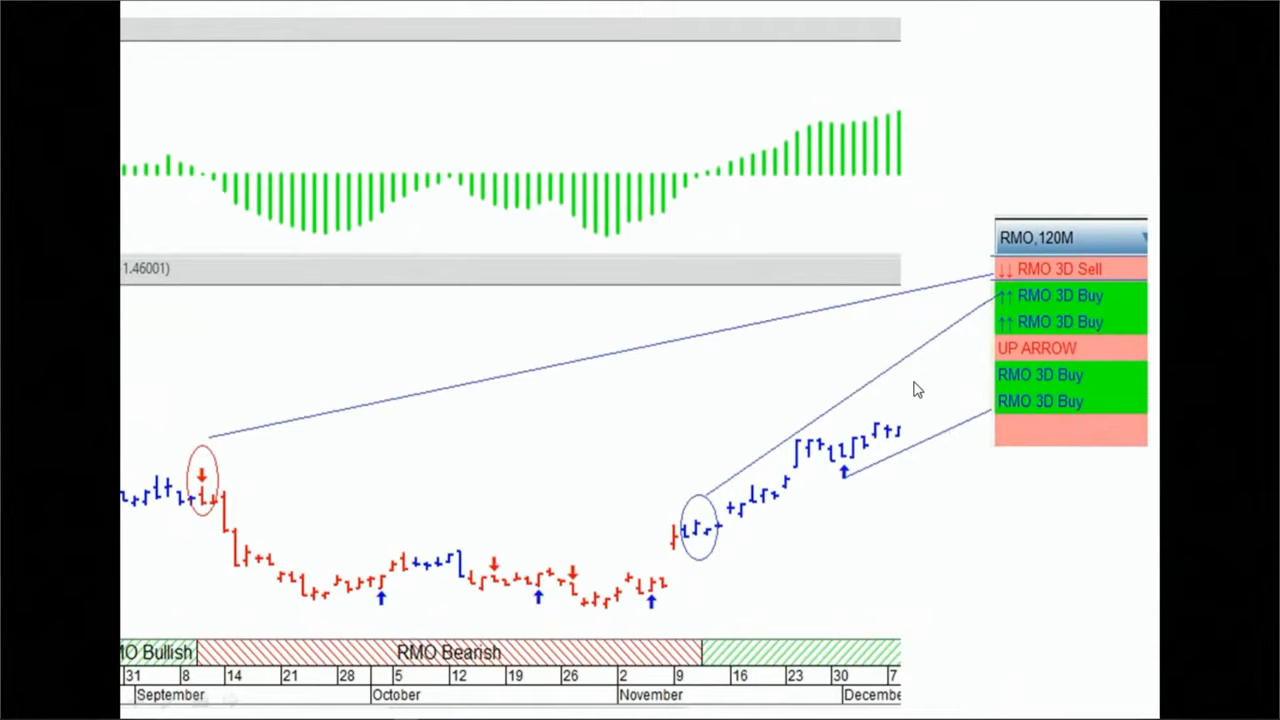 RMO,120M
1.46001)
↓↓ RMO 3D Sell
↑↑ RMO 3D Buy
↑↑ RMO 3D Buy
UP ARROW
RMO 3D Buy
RMO 3D Buy
MO Bullish RMO Bearish
31 8 14 21 28 5 12 19 26 2 9 16 23 30 7
September October November Decembe